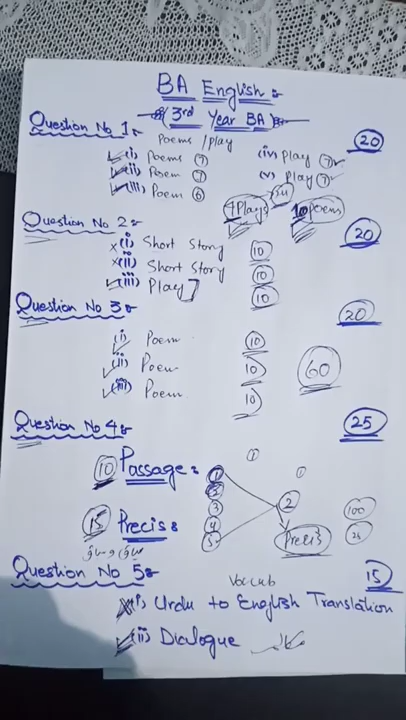 BA English:
3rd Year BA
Question No 1: 20
Poems/play
(i) Poems 7 (iv) Play 7
(ii) Poem 7 (v) Play 7
(iii) Poem 6
7 Plays 10 Poems
Question No 2: 20
(i) Short Story 10
(ii) Short Story 10
(iii) Play 10
Question No 3: 20
(i) Poem 10
(ii) Poem 10 60
(iii) Poem 10
Question No 4: 25
10 Passage: 1
2
3 2 100
15 Precis: 4 Precis 25
5
Question No 5: 15
Vocab
(i) Urdu to English Translation
(ii) Dialogue مکالمہ